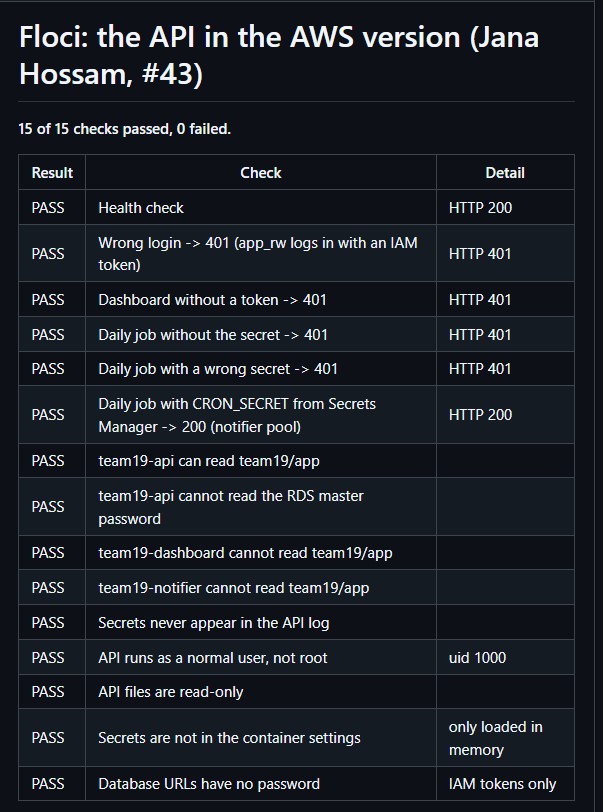 Floci: the API in the AWS version (Jana
Hossam, #43)
15 of 15 checks passed, 0 failed.
Result Check Detail
PASS Health check HTTP 200
PASS Wrong login -> 401 (app_rw logs in with an IAM
token) HTTP 401
PASS Dashboard without a token -> 401 HTTP 401
PASS Daily job without the secret -> 401 HTTP 401
PASS Daily job with a wrong secret -> 401 HTTP 401
PASS Daily job with CRON_SECRET from Secrets
Manager -> 200 (notifier pool) HTTP 200
PASS team19-api can read team19/app
PASS team19-api cannot read the RDS master
password
PASS team19-dashboard cannot read team19/app
PASS team19-notifier cannot read team19/app
PASS Secrets never appear in the API log
PASS API runs as a normal user, not root uid 1000
PASS API files are read-only
PASS Secrets are not in the container settings only loaded in
memory
PASS Database URLs have no password IAM tokens only